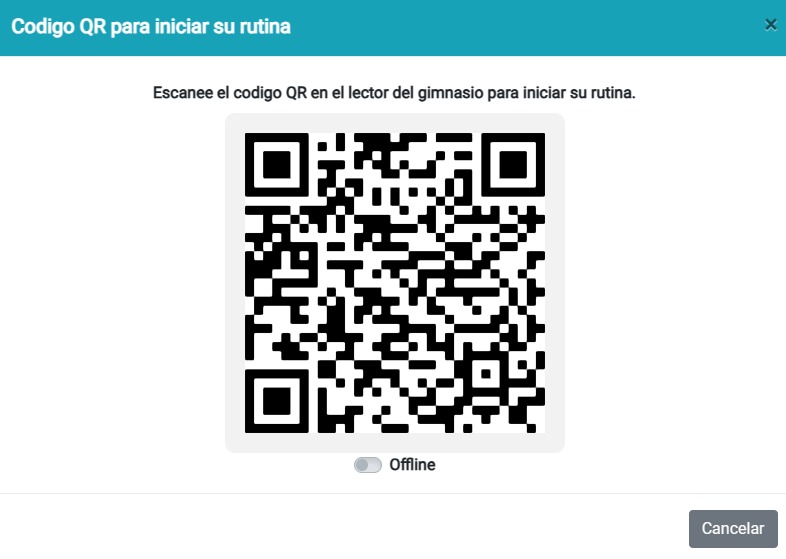 Codigo QR para iniciar su rutina
×
Escanee el codigo QR en el lector del gimnasio para iniciar su rutina.
Offline
Cancelar